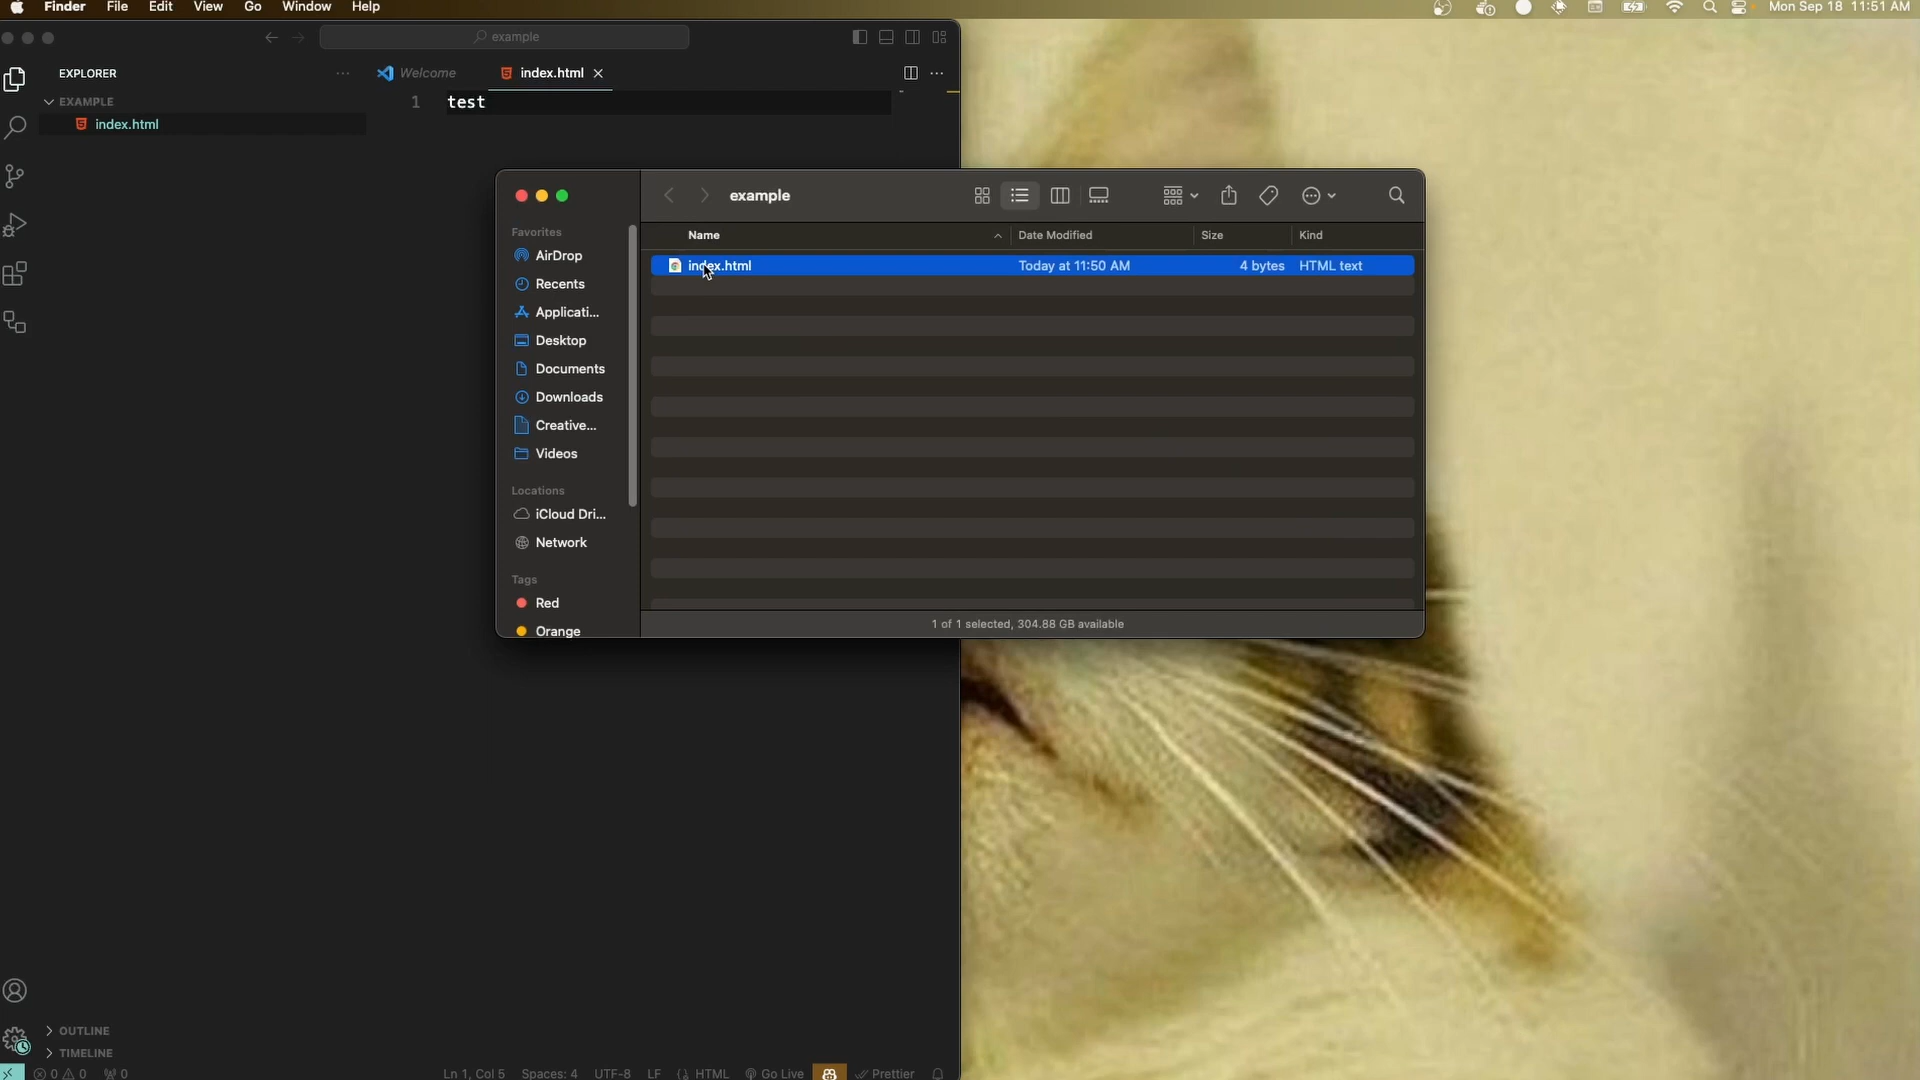 Finder File Edit View Go Window Help Mon Sep 18 11:51 AM
example
EXPLORER
Welcome
index.html
EXAMPLE
index.html
1 test
example
Name Date Modified Size Kind
index.html Today at 11:50 AM 4 bytes HTML text
Favorites
AirDrop
Recents
Applicati...
Desktop
Documents
Downloads
Creative...
Videos
Locations
iCloud Dri...
Network
Tags
Red
Orange
1 of 1 selected, 304.88 GB available
OUTLINE
TIMELINE
0 0 0 Ln 1, Col 5 Spaces: 4 UTF-8 LF HTML Go Live Prettier